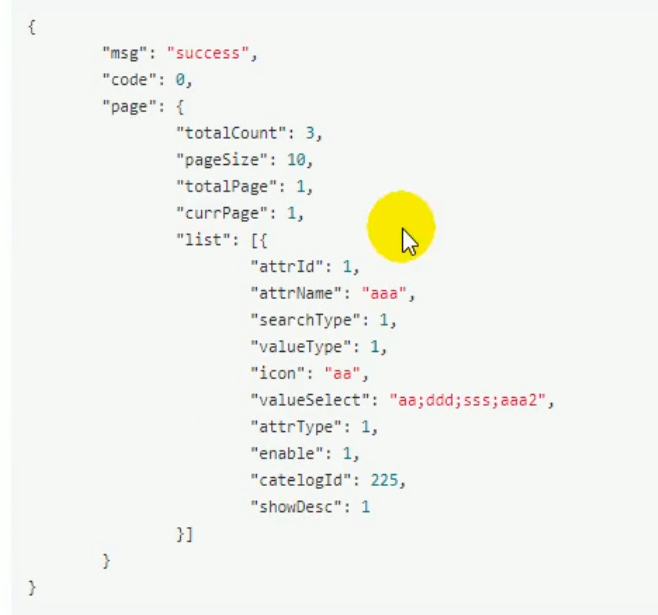 {
"msg": "success",
"code": 0,
"page": {
"totalCount": 3,
"pageSize": 10,
"totalPage": 1,
"currPage": 1,
"list": [{
"attrId": 1,
"attrName": "aaa",
"searchType": 1,
"valueType": 1,
"icon": "aa",
"valueSelect": "aa;ddd;sss;aaa2",
"attrType": 1,
"enable": 1,
"catelogId": 225,
"showDesc": 1
}]
}
}